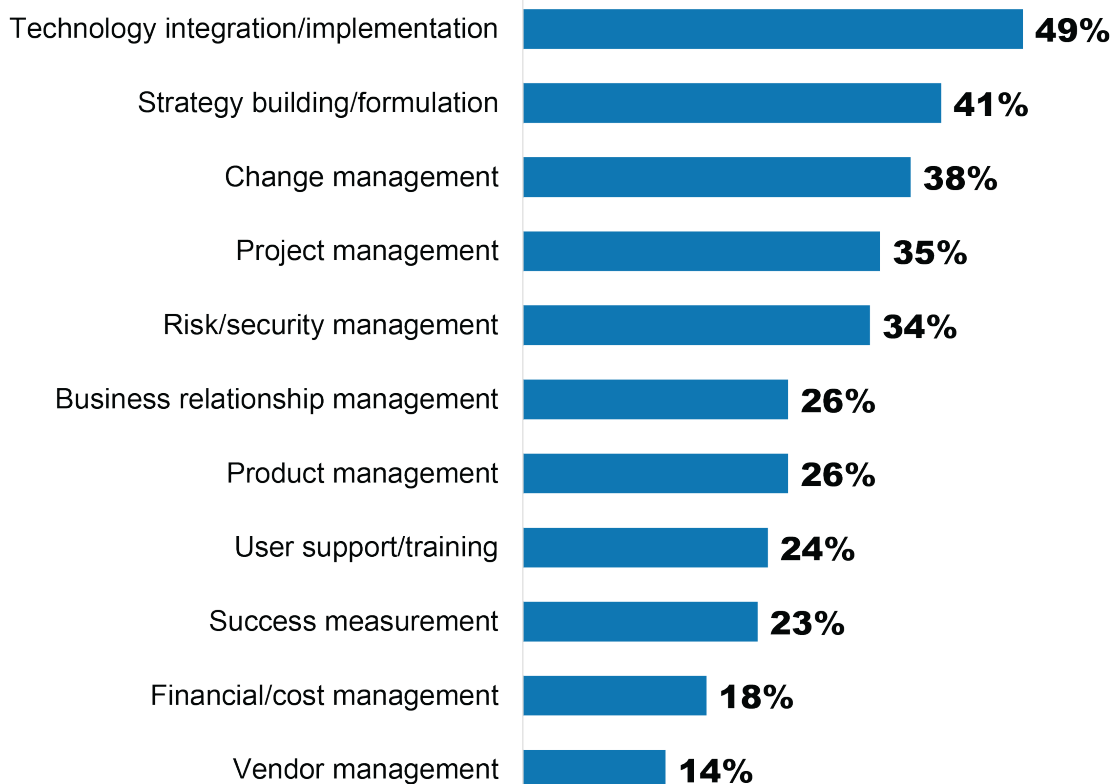 Technology integration/implementation 49%
Strategy building/formulation 41%
Change management 38%
Project management 35%
Risk/security management 34%
Business relationship management 26%
Product management 26%
User support/training 24%
Success measurement 23%
Financial/cost management 18%
Vendor management 14%